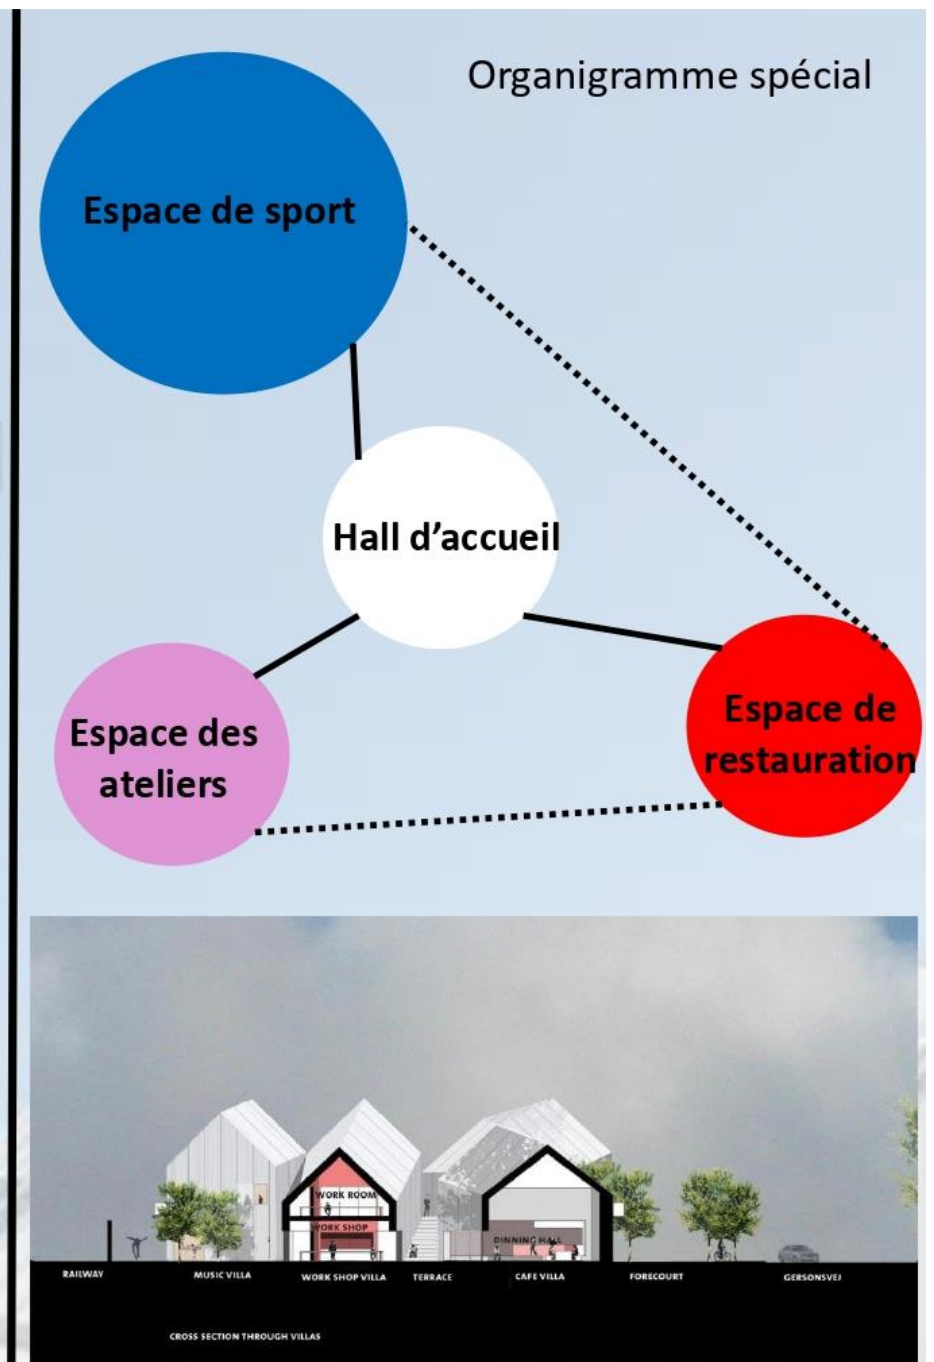 Organigramme spécial
Espace de sport
Hall d’accueil
Espace des
ateliers
Espace de
restauration
WORK ROOM
WORK SHOP
DINNING HALL
RAILWAY
MUSIC VILLA
WORK SHOP VILLA
TERRACE
CAFE VILLA
FORECOURT
GERSONSVEJ
CROSS SECTION THROUGH VILLAS